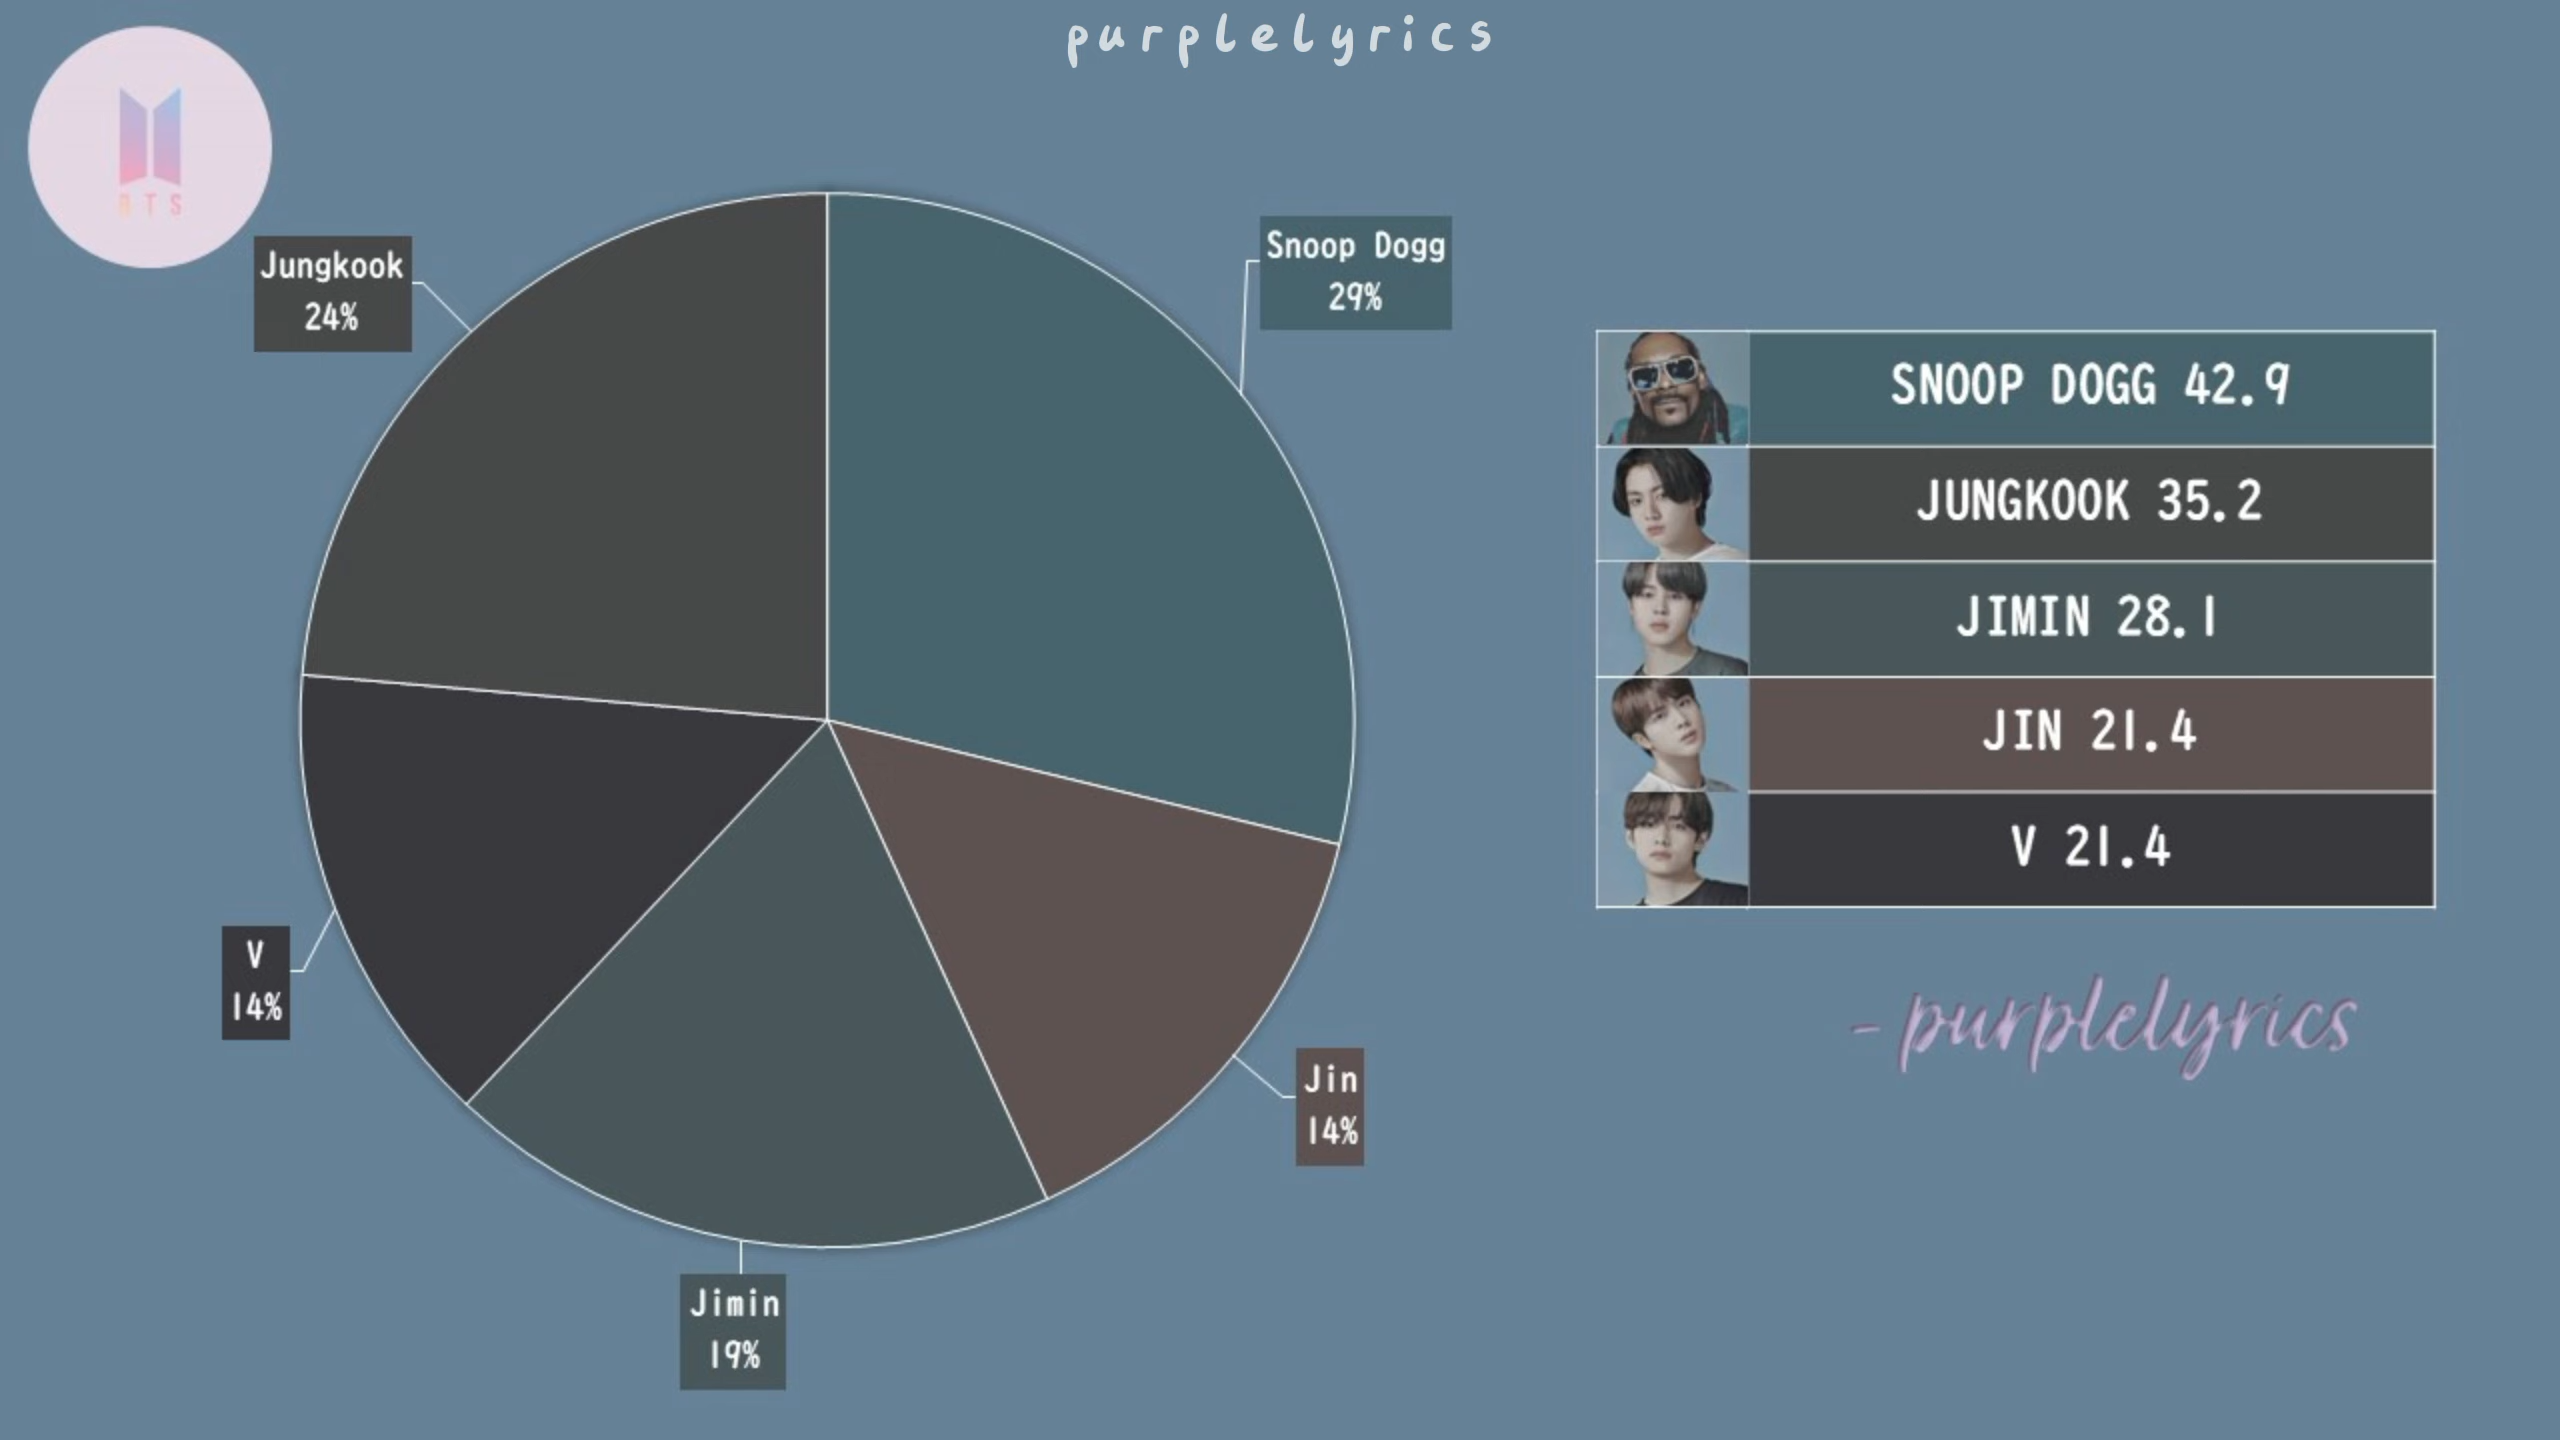 purplelyrics
BTS
Jungkook
24%
Snoop Dogg
29%
SNOOP DOGG 42.9
JUNGKOOK 35.2
JIMIN 28.1
JIN 21.4
V 21.4
V
14%
- purplelyrics
Jin
14%
Jimin
19%